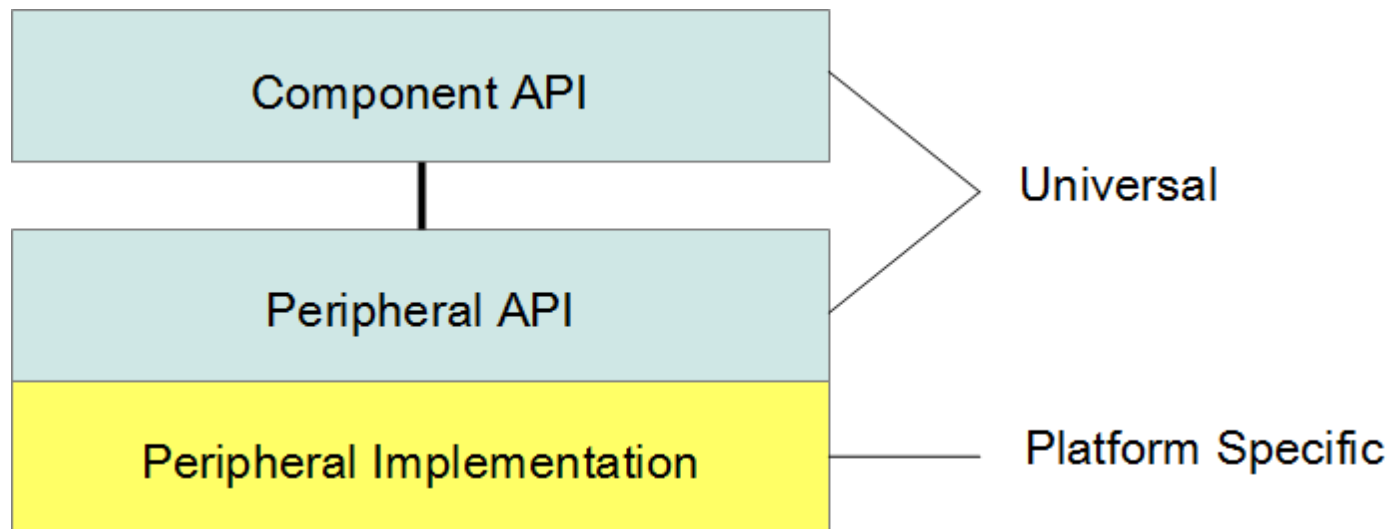 Component API
Universal
Peripheral API
Peripheral Implementation
Platform Specific